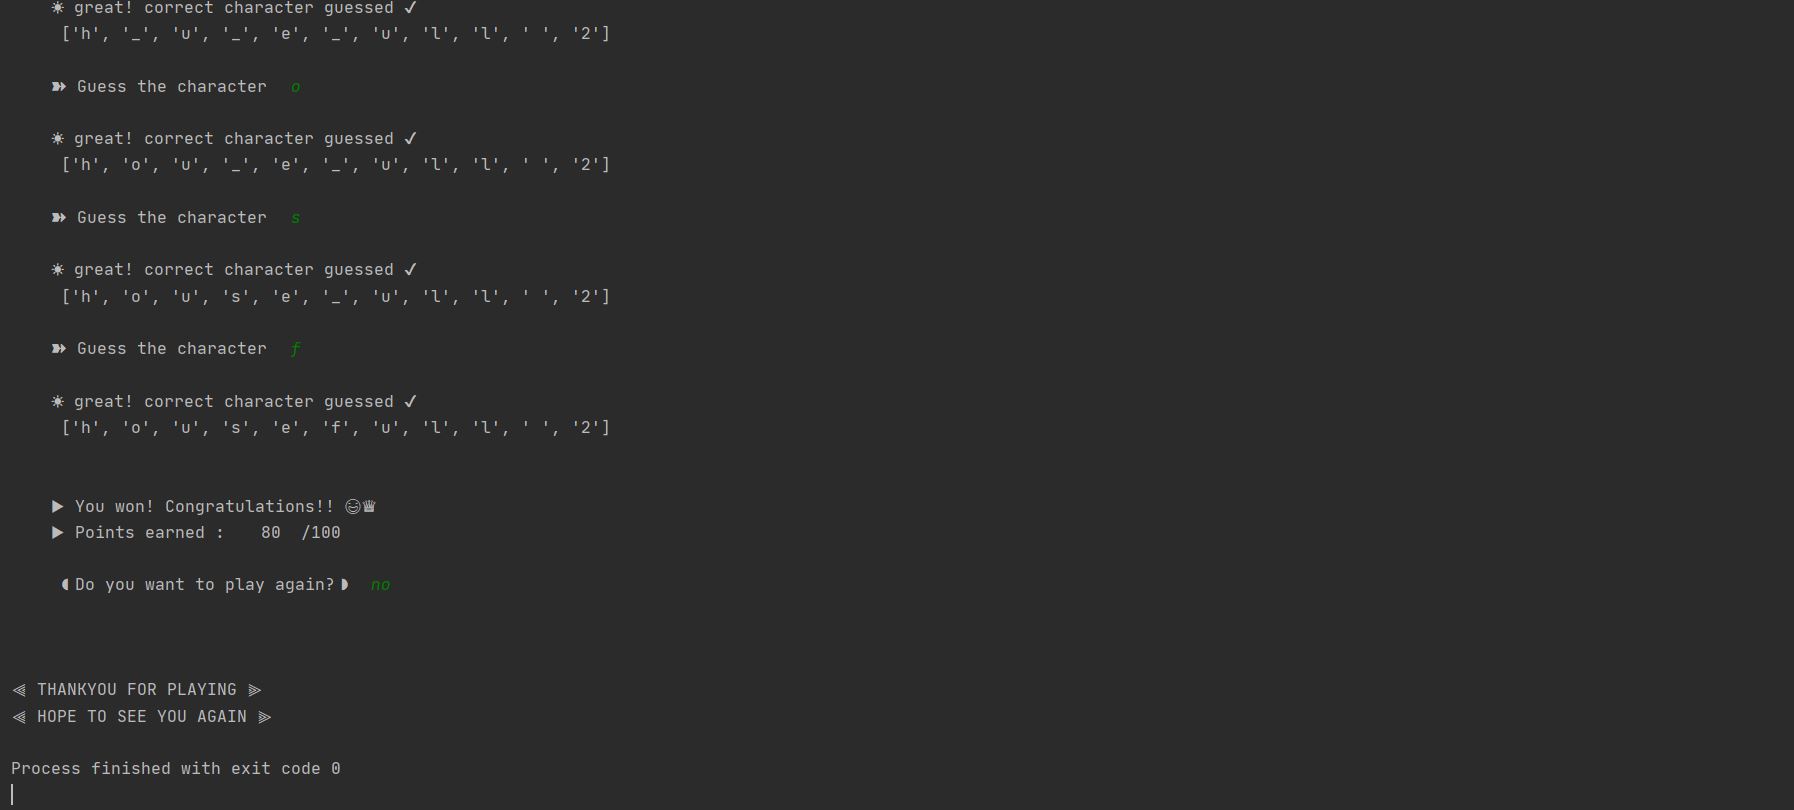 ☀ great! correct character guessed ✓
['h', '_', 'u', '_', 'e', '_', 'u', 'l', 'l', ' ', '2']
➽ Guess the character o
☀ great! correct character guessed ✓
['h', 'o', 'u', '_', 'e', '_', 'u', 'l', 'l', ' ', '2']
➽ Guess the character s
☀ great! correct character guessed ✓
['h', 'o', 'u', 's', 'e', '_', 'u', 'l', 'l', ' ', '2']
➽ Guess the character f
☀ great! correct character guessed ✓
['h', 'o', 'u', 's', 'e', 'f', 'u', 'l', 'l', ' ', '2']
▶ You won! Congratulations!! 😄♛
▶ Points earned : 80 /100
◖Do you want to play again?◗ no
⫷ THANKYOU FOR PLAYING ⫸
⫷ HOPE TO SEE YOU AGAIN ⫸
Process finished with exit code 0